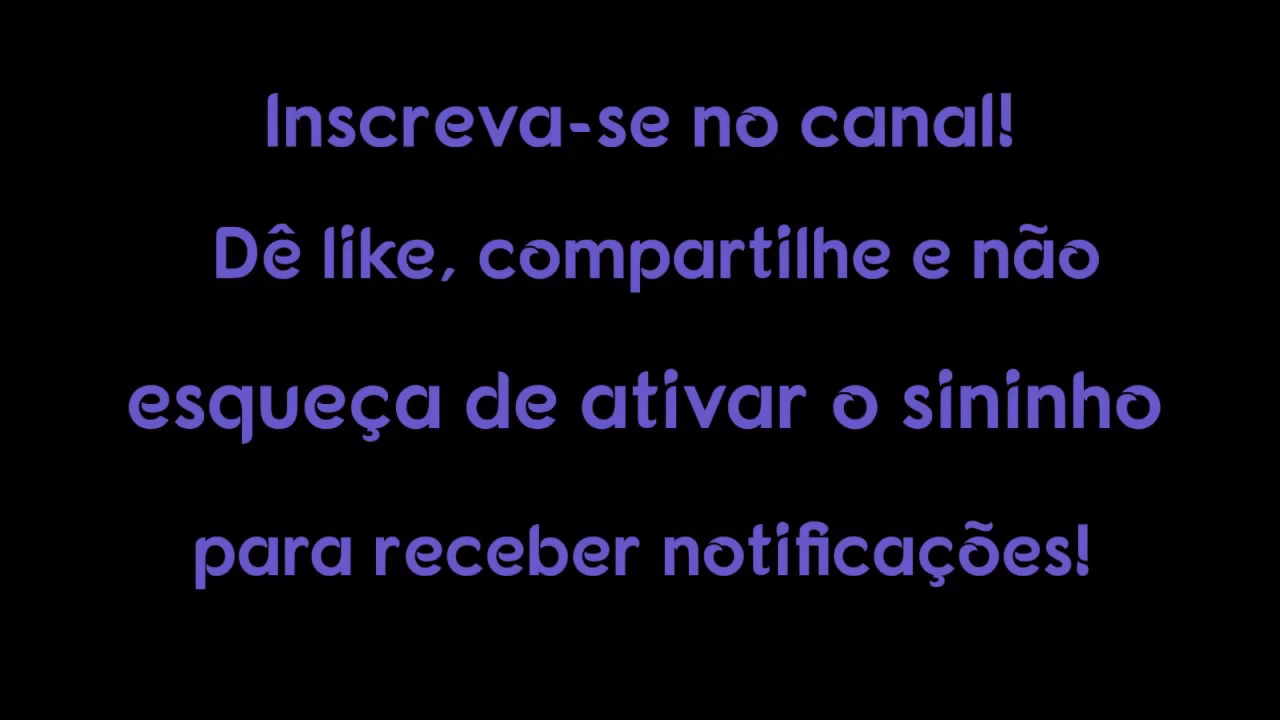 Inscreva-se no canal!
Dê like, compartilhe e não
esqueça de ativar o sininho
para receber notificações!